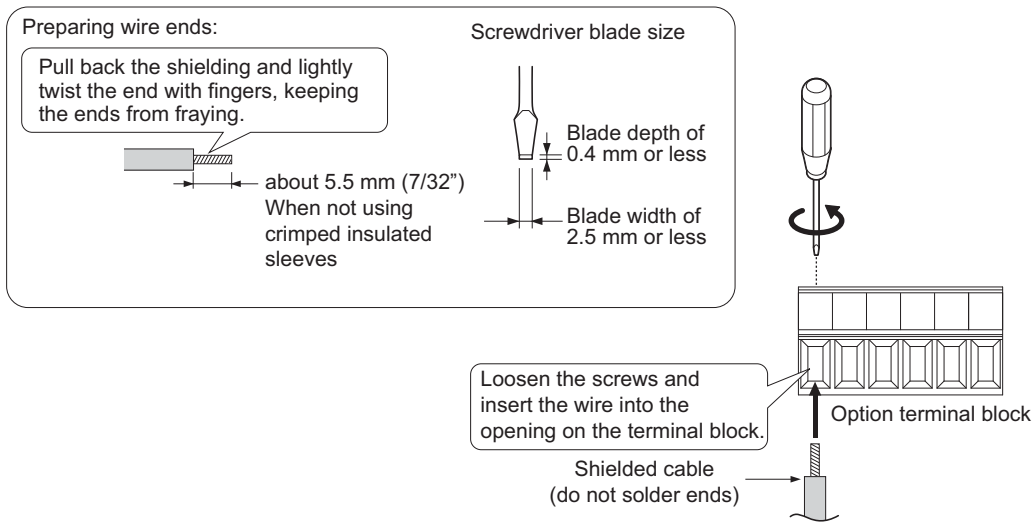 Preparing wire ends:
Pull back the shielding and lightly
twist the end with fingers, keeping
the ends from fraying.
about 5.5 mm (7/32”)
When not using
crimped insulated
sleeves
Screwdriver blade size
Blade depth of
0.4 mm or less
Blade width of
2.5 mm or less
Loosen the screws and
insert the wire into the
opening on the terminal block.
Option terminal block
Shielded cable
(do not solder ends)